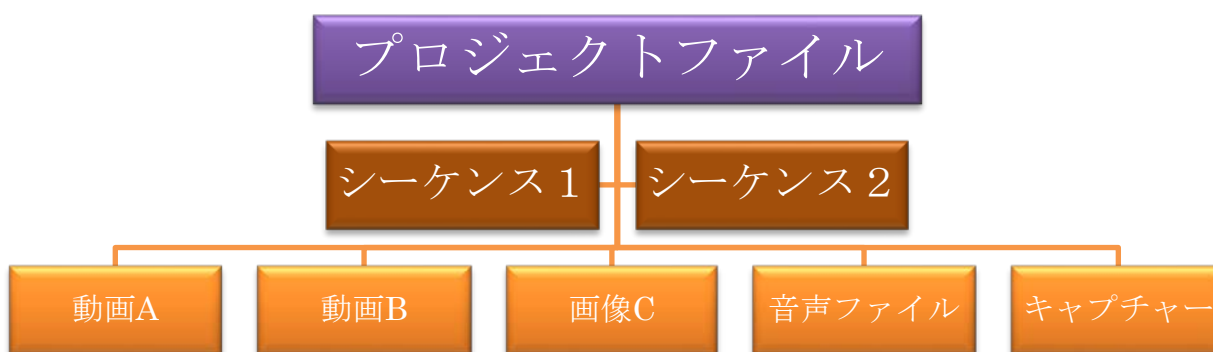 プロジェクトファイル
シーケンス１
シーケンス２
動画A
動画B
画像C
音声ファイル
キャプチャー